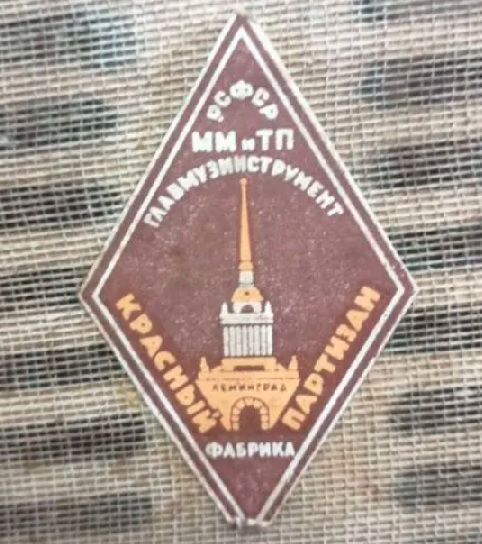 РСФСР
ММ и ТП
ГЛАВМУЗИНСТРУМЕНТ
КРАСНЫЙ ПАРТИЗАН
ЛЕНИНГРАД
ФАБРИКА